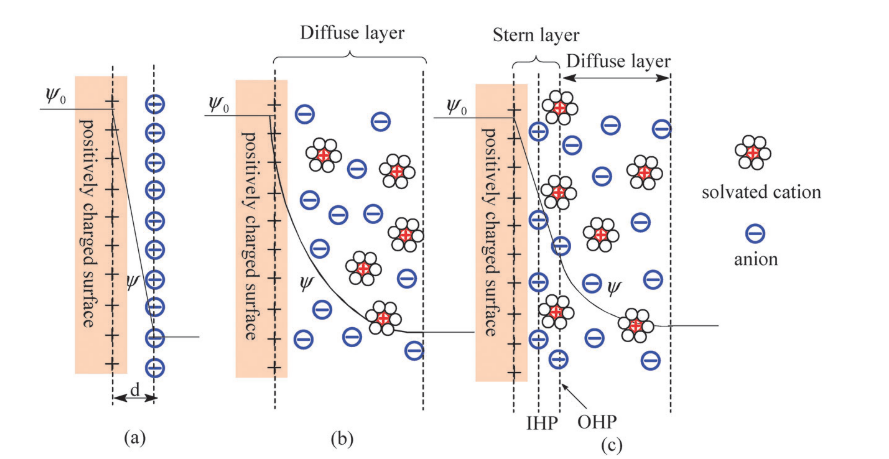 Diffuse layer
Stern layer
Diffuse layer
ψ₀
positively charged surface
ψ
d
(a)
ψ₀
positively charged surface
ψ
(b)
ψ₀
positively charged surface
ψ
IHP
OHP
(c)
solvated cation
anion